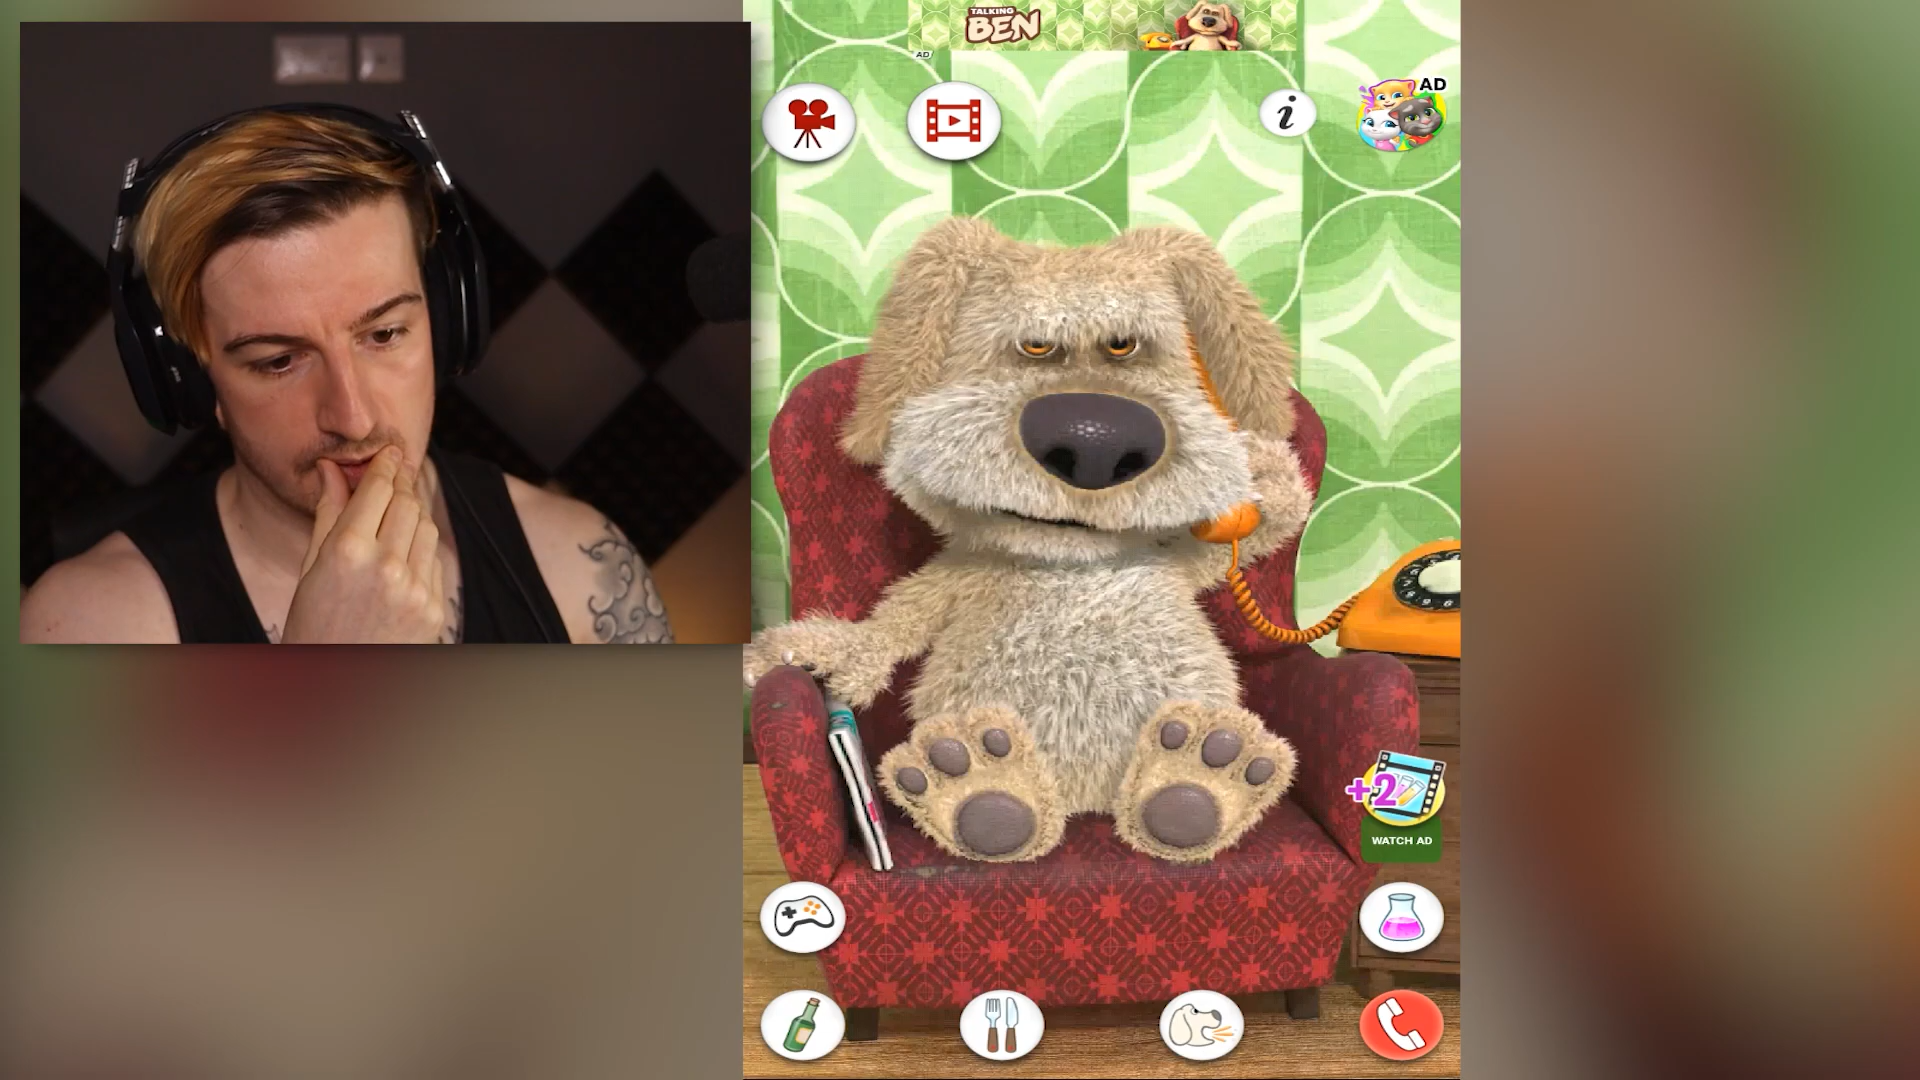 TALKING
BEN
AD
AD
+2
WATCH AD